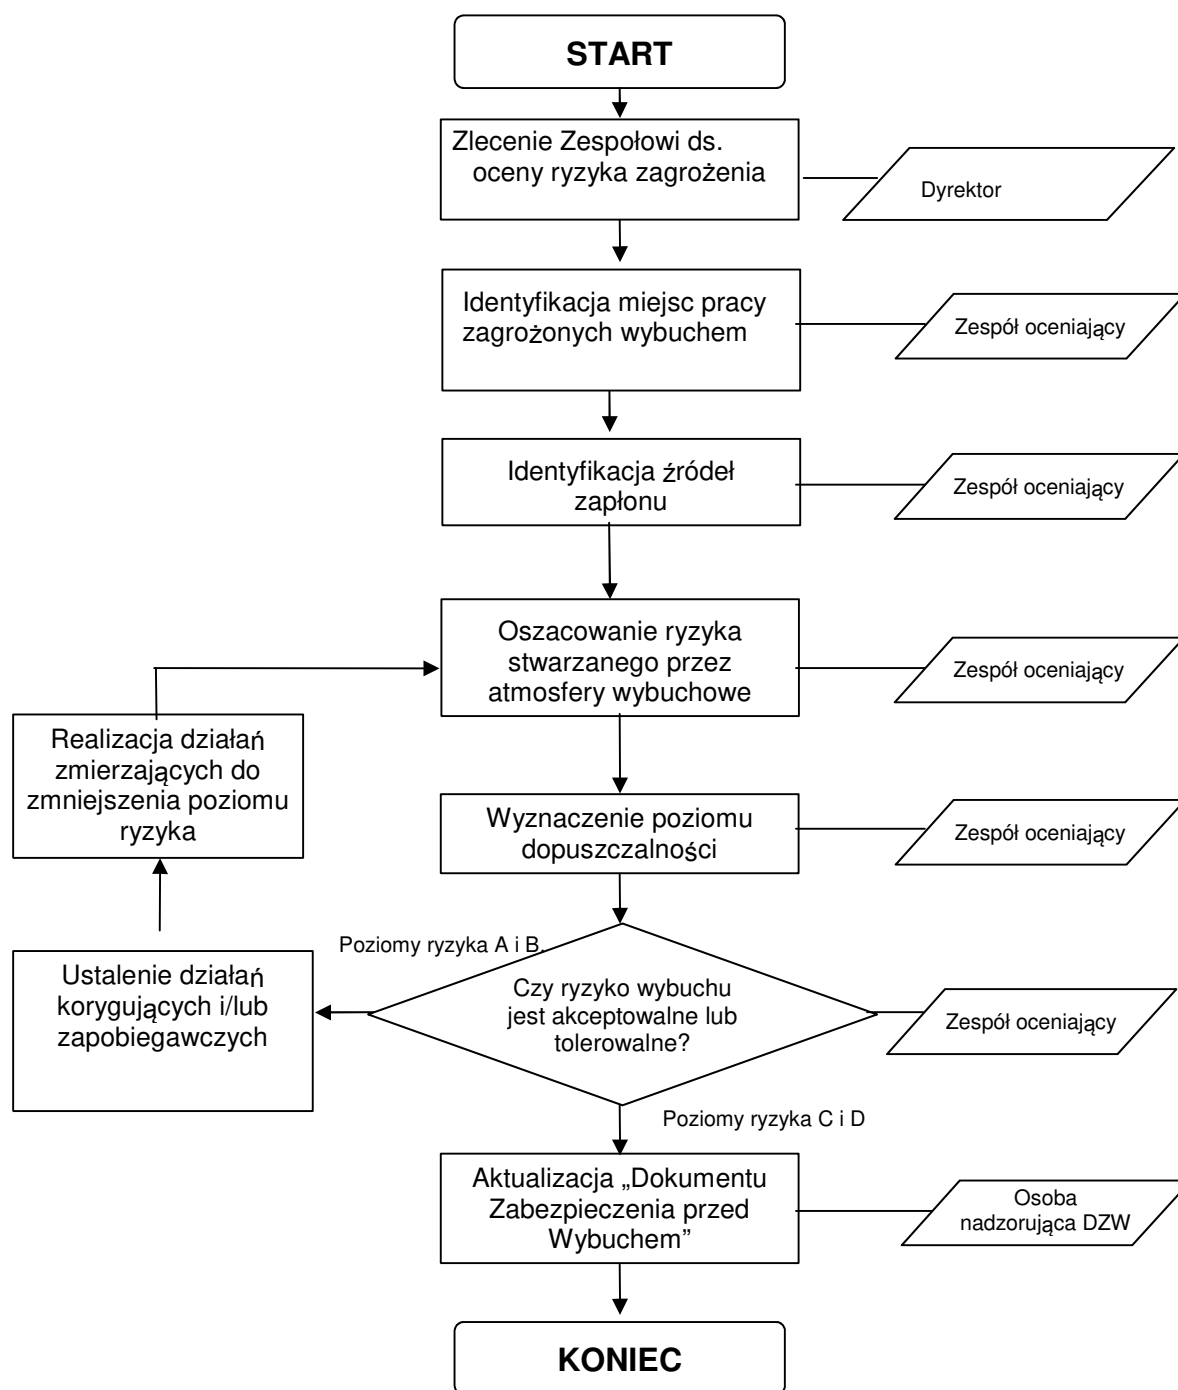 START
Zlecenie Zespołowi ds.
oceny ryzyka zagrożenia
Dyrektor
Identyfikacja miejsc pracy
zagrożonych wybuchem
Zespół oceniający
Identyfikacja źródeł
zapłonu
Zespół oceniający
Oszacowanie ryzyka
stwarzanego przez
atmosfery wybuchowe
Zespół oceniający
Realizacja działań
zmierzających do
zmniejszenia poziomu
ryzyka
Wyznaczenie poziomu
dopuszczalności
Zespół oceniający
Poziomy ryzyka A i B.
Ustalenie działań
korygujących i/lub
zapobiegawczych
Czy ryzyko wybuchu
jest akceptowalne lub
tolerowalne?
Zespół oceniający
Poziomy ryzyka C i D
Aktualizacja „Dokumentu
Zabezpieczenia przed
Wybuchem”
Osoba
nadzorująca DZW
KONIEC